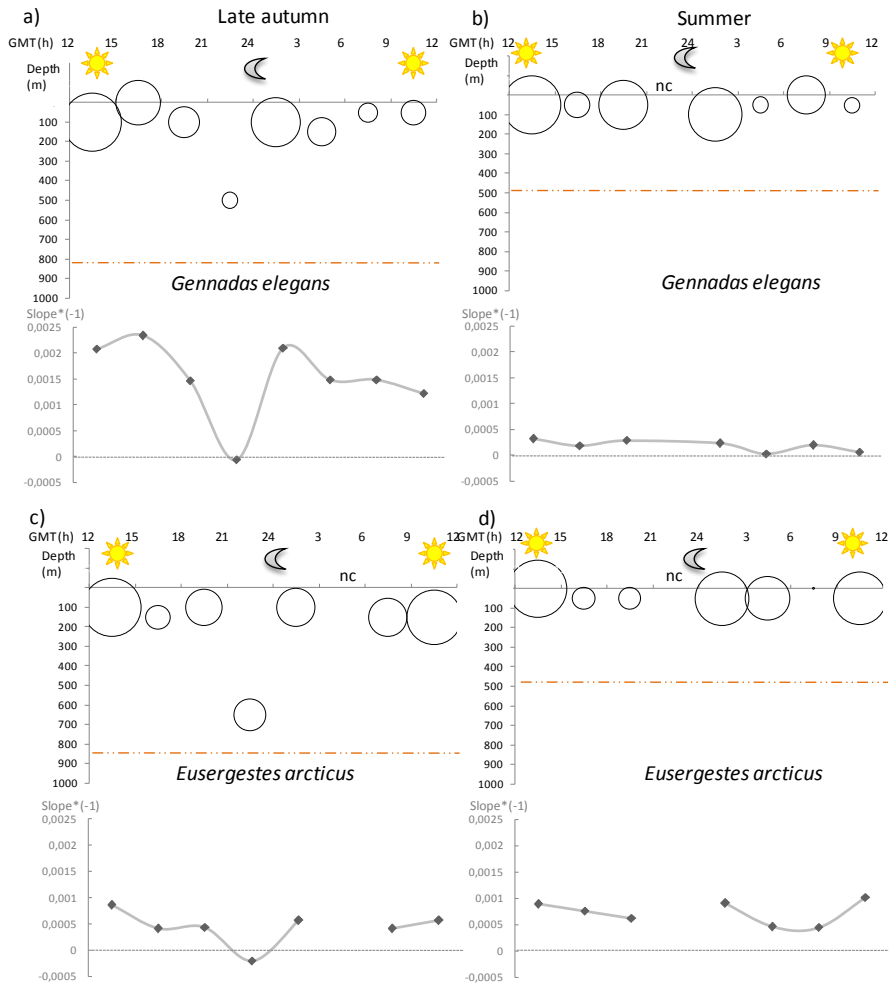 a) Late autumn
GMT(h) 12 15 18 21 24 3 6 9 12
Depth
(m)
100
200
300
400
500
600
700
800
900
1000
Gennadas elegans
Slope*(-1)
0,0025
0,002
0,0015
0,001
0,0005
0
-0,0005
b) Summer
GMT(h) 12 15 18 21 24 3 6 9 12
Depth
(m)
nc
100
200
300
400
500
600
700
800
900
1000
Gennadas elegans
Slope*(-1)
0,0025
0,002
0,0015
0,001
0,0005
0
-0,0005
c)
GMT(h) 12 15 18 21 24 3 6 9 12
Depth
(m)
nc
100
200
300
400
500
600
700
800
900
1000
Eusergestes arcticus
Slope*(-1)
0,0025
0,002
0,0015
0,001
0,0005
0
-0,0005
d)
GMT(h) 12 15 18 21 24 3 6 9 12
Depth
(m)
nc
100
200
300
400
500
600
700
800
900
1000
Eusergestes arcticus
Slope*(-1)
0,0025
0,002
0,0015
0,001
0,0005
0
-0,0005